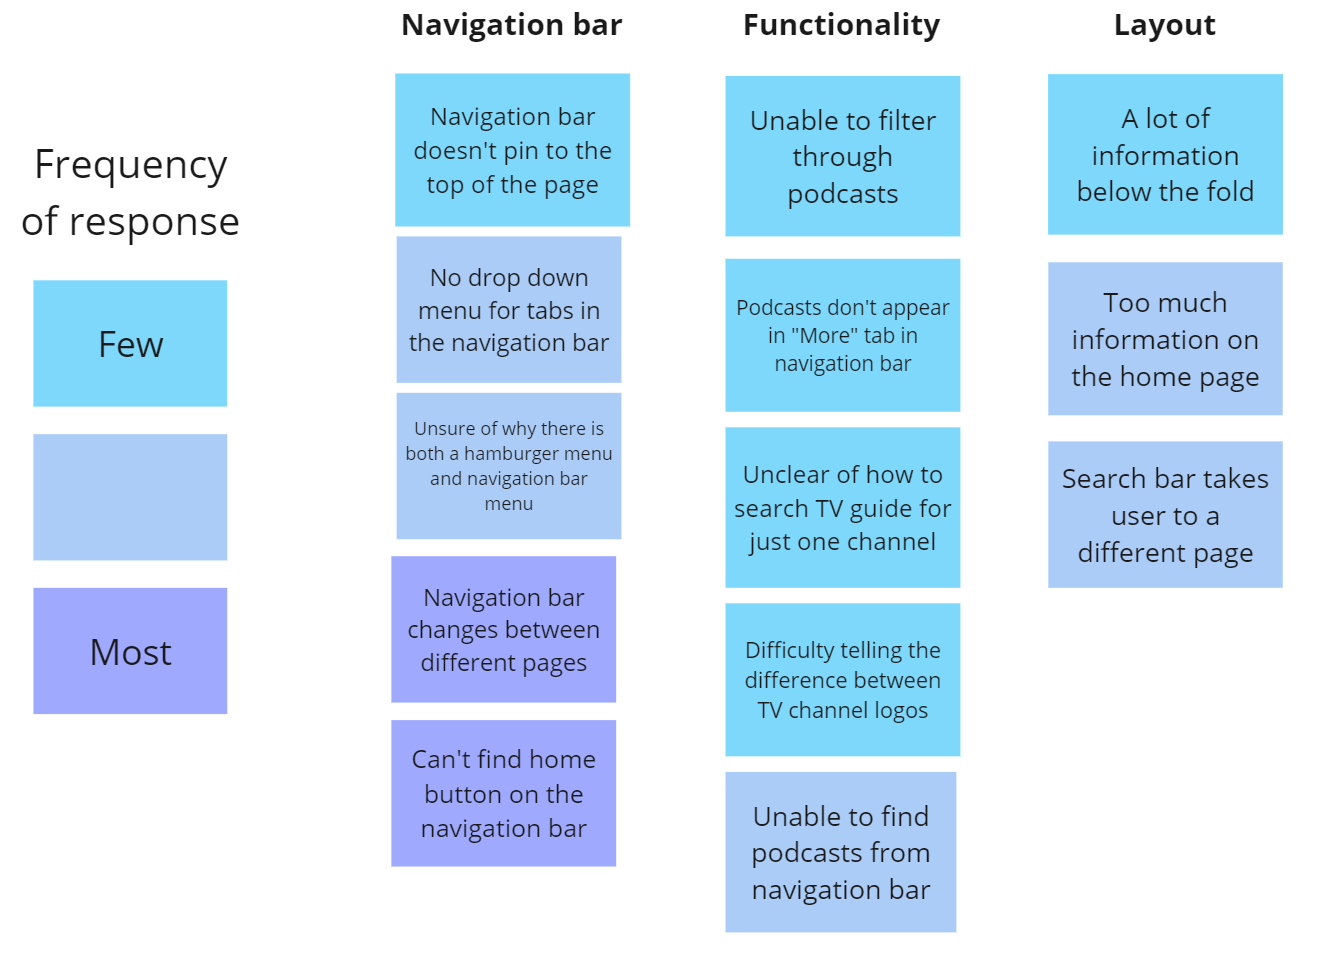 Navigation bar
Functionality
Layout
Frequency
of response
Few
Most
Navigation bar
doesn't pin to the
top of the page
No drop down
menu for tabs in
the navigation bar
Unsure of why there is
both a hamburger menu
and navigation bar
menu
Navigation bar
changes between
different pages
Can't find home
button on the
navigation bar
Unable to filter
through
podcasts
Podcasts don't appear
in "More" tab in
navigation bar
Unclear of how to
search TV guide for
just one channel
Difficulty telling the
difference between
TV channel logos
Unable to find
podcasts from
navigation bar
A lot of
information
below the fold
Too much
information on
the home page
Search bar takes
user to a
different page